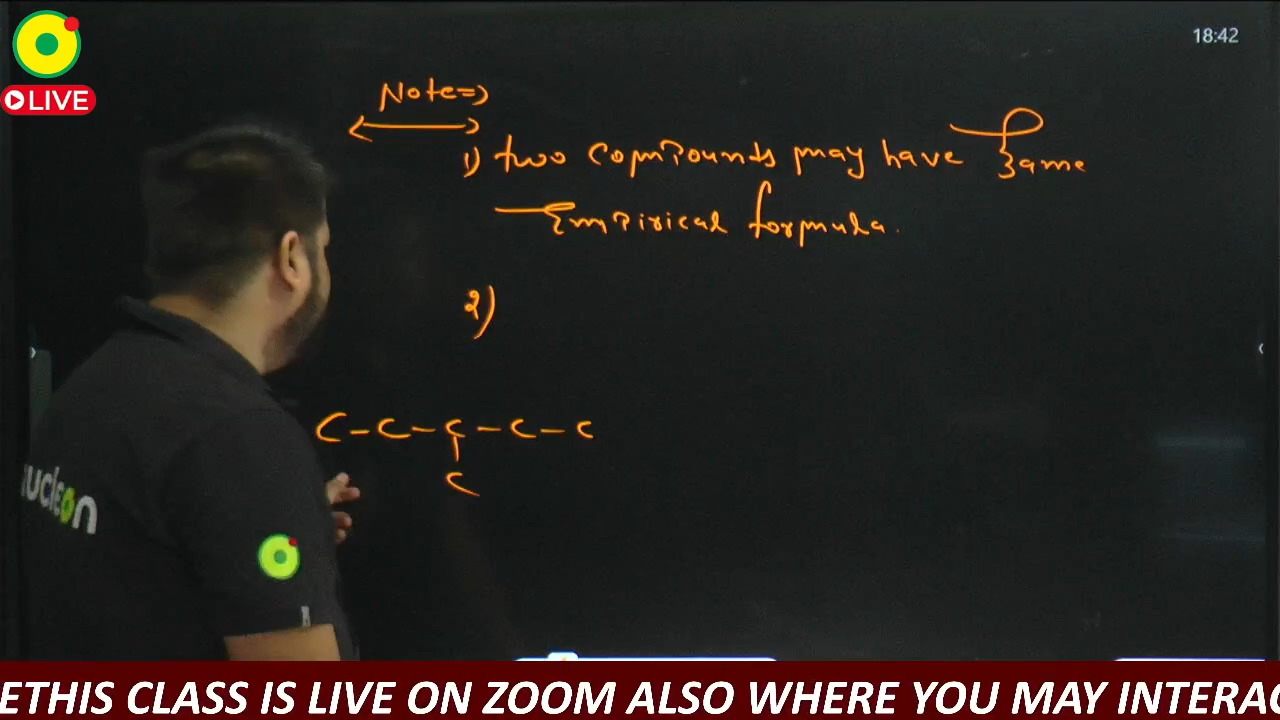 18:42
LIVE
Note=>
1) two compounds may have same
Empirical formula.
2)
C-C-C-C-C
C
nucleon
ETHIS CLASS IS LIVE ON ZOOM ALSO WHERE YOU MAY INTERAC